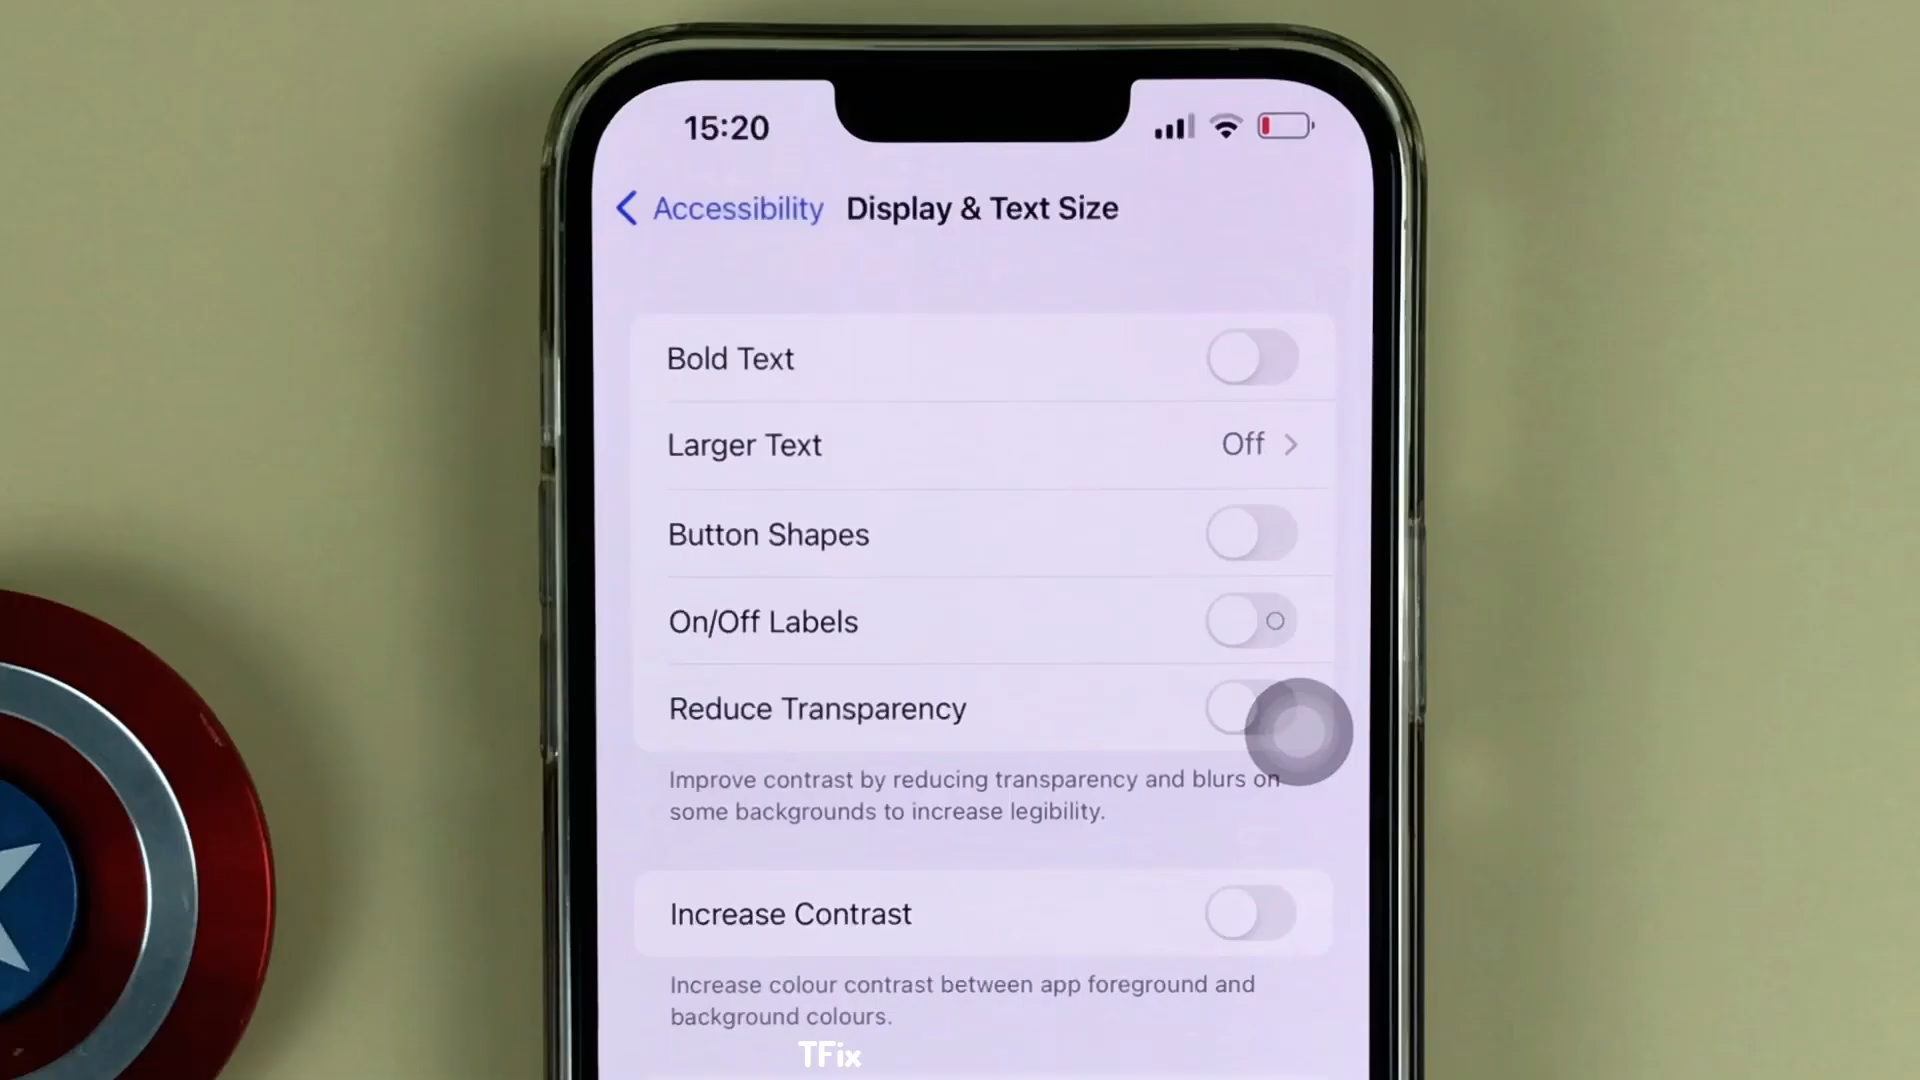 15:20
Accessibility Display & Text Size
Bold Text
Larger Text Off
Button Shapes
On/Off Labels
Reduce Transparency
Improve contrast by reducing transparency and blurs on
some backgrounds to increase legibility.
Increase Contrast
Increase colour contrast between app foreground and
background colours.
TFix